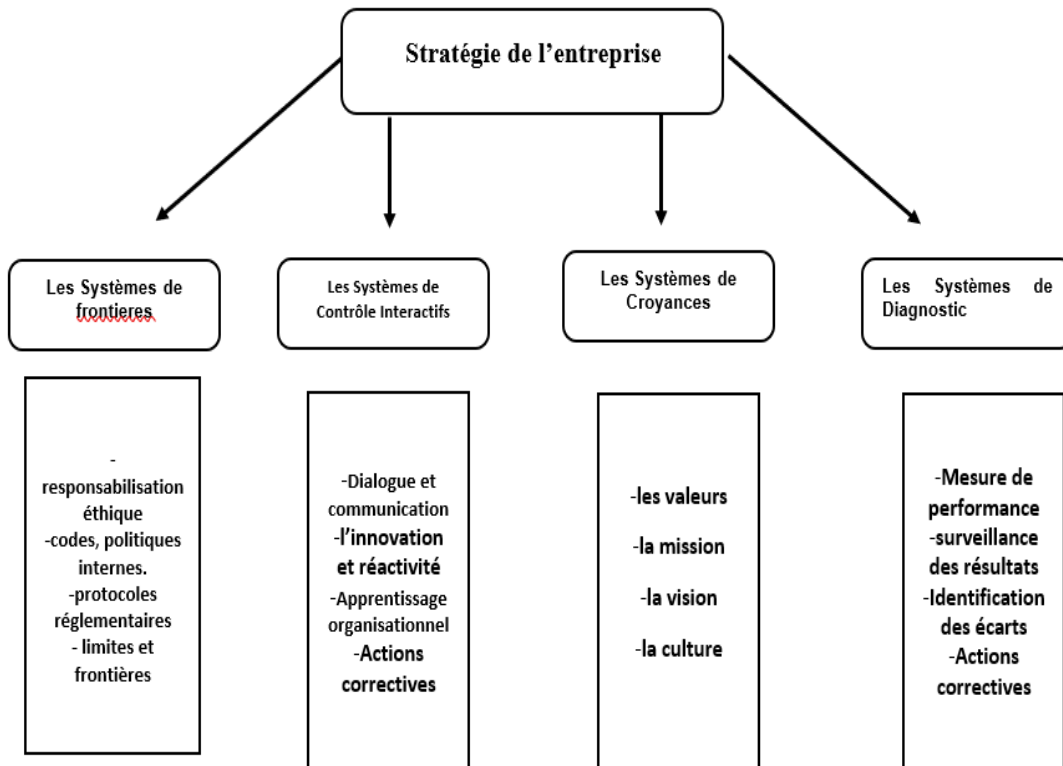 Stratégie de l’entreprise
Les Systèmes de
frontieres
Les Systèmes de
Contrôle Interactifs
Les Systèmes de
Croyances
Les Systèmes de
Diagnostic
-
responsabilisation
éthique
-codes, politiques
internes.
-protocoles
réglementaires
- limites et
frontières
-Dialogue et
communication
-l’innovation
et réactivité
-Apprentissage
organisationnel
-Actions
correctives
-les valeurs
-la mission
-la vision
-la culture
-Mesure de
performance
-surveillance
des résultats
-Identification
des écarts
-Actions
correctives